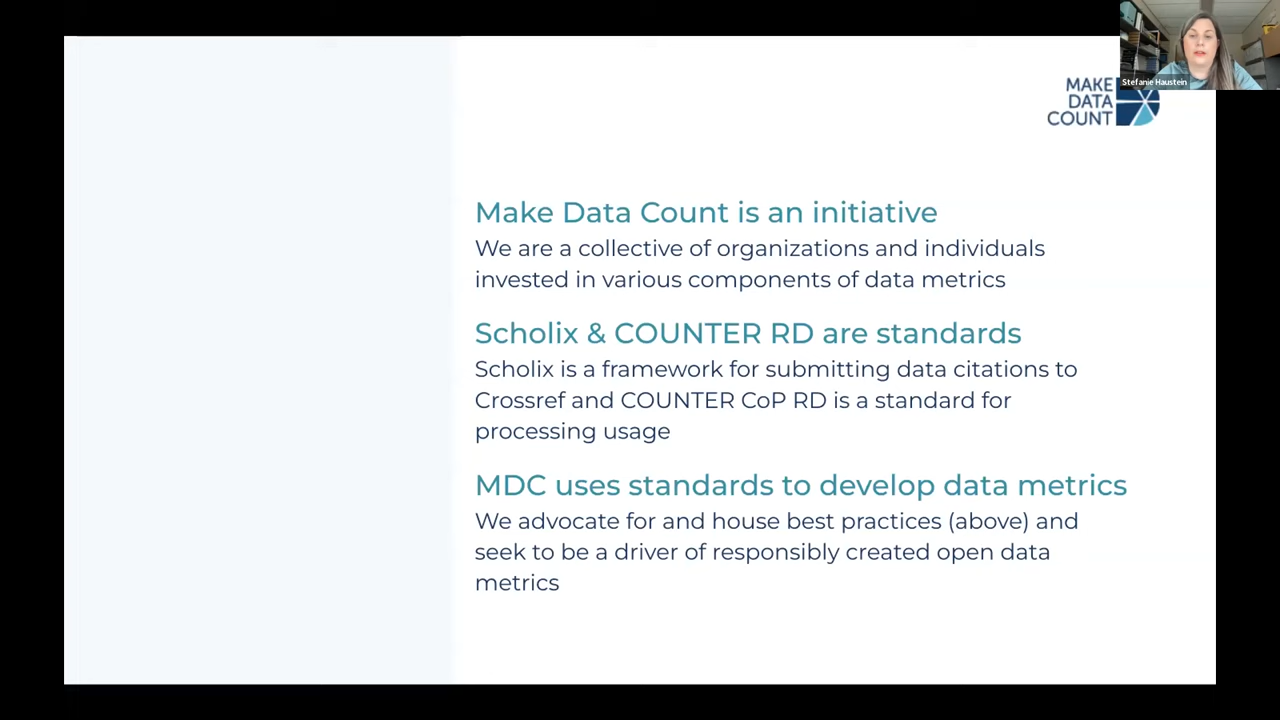 Stefanie Haustein
MAKE
DATA
COUNT
Make Data Count is an initiative
We are a collective of organizations and individuals
invested in various components of data metrics
Scholix & COUNTER RD are standards
Scholix is a framework for submitting data citations to
Crossref and COUNTER CoP RD is a standard for
processing usage
MDC uses standards to develop data metrics
We advocate for and house best practices (above) and
seek to be a driver of responsibly created open data
metrics